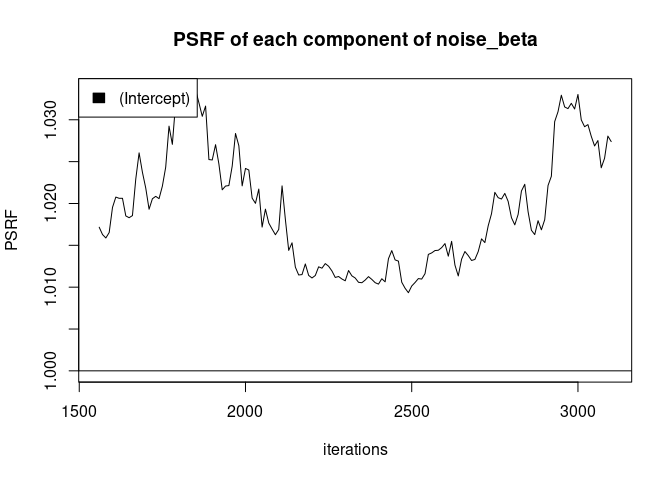 PSRF of each component of noise_beta
(Intercept)
PSRF
1.030
1.020
1.010
1.000
1500 2000 2500 3000
iterations